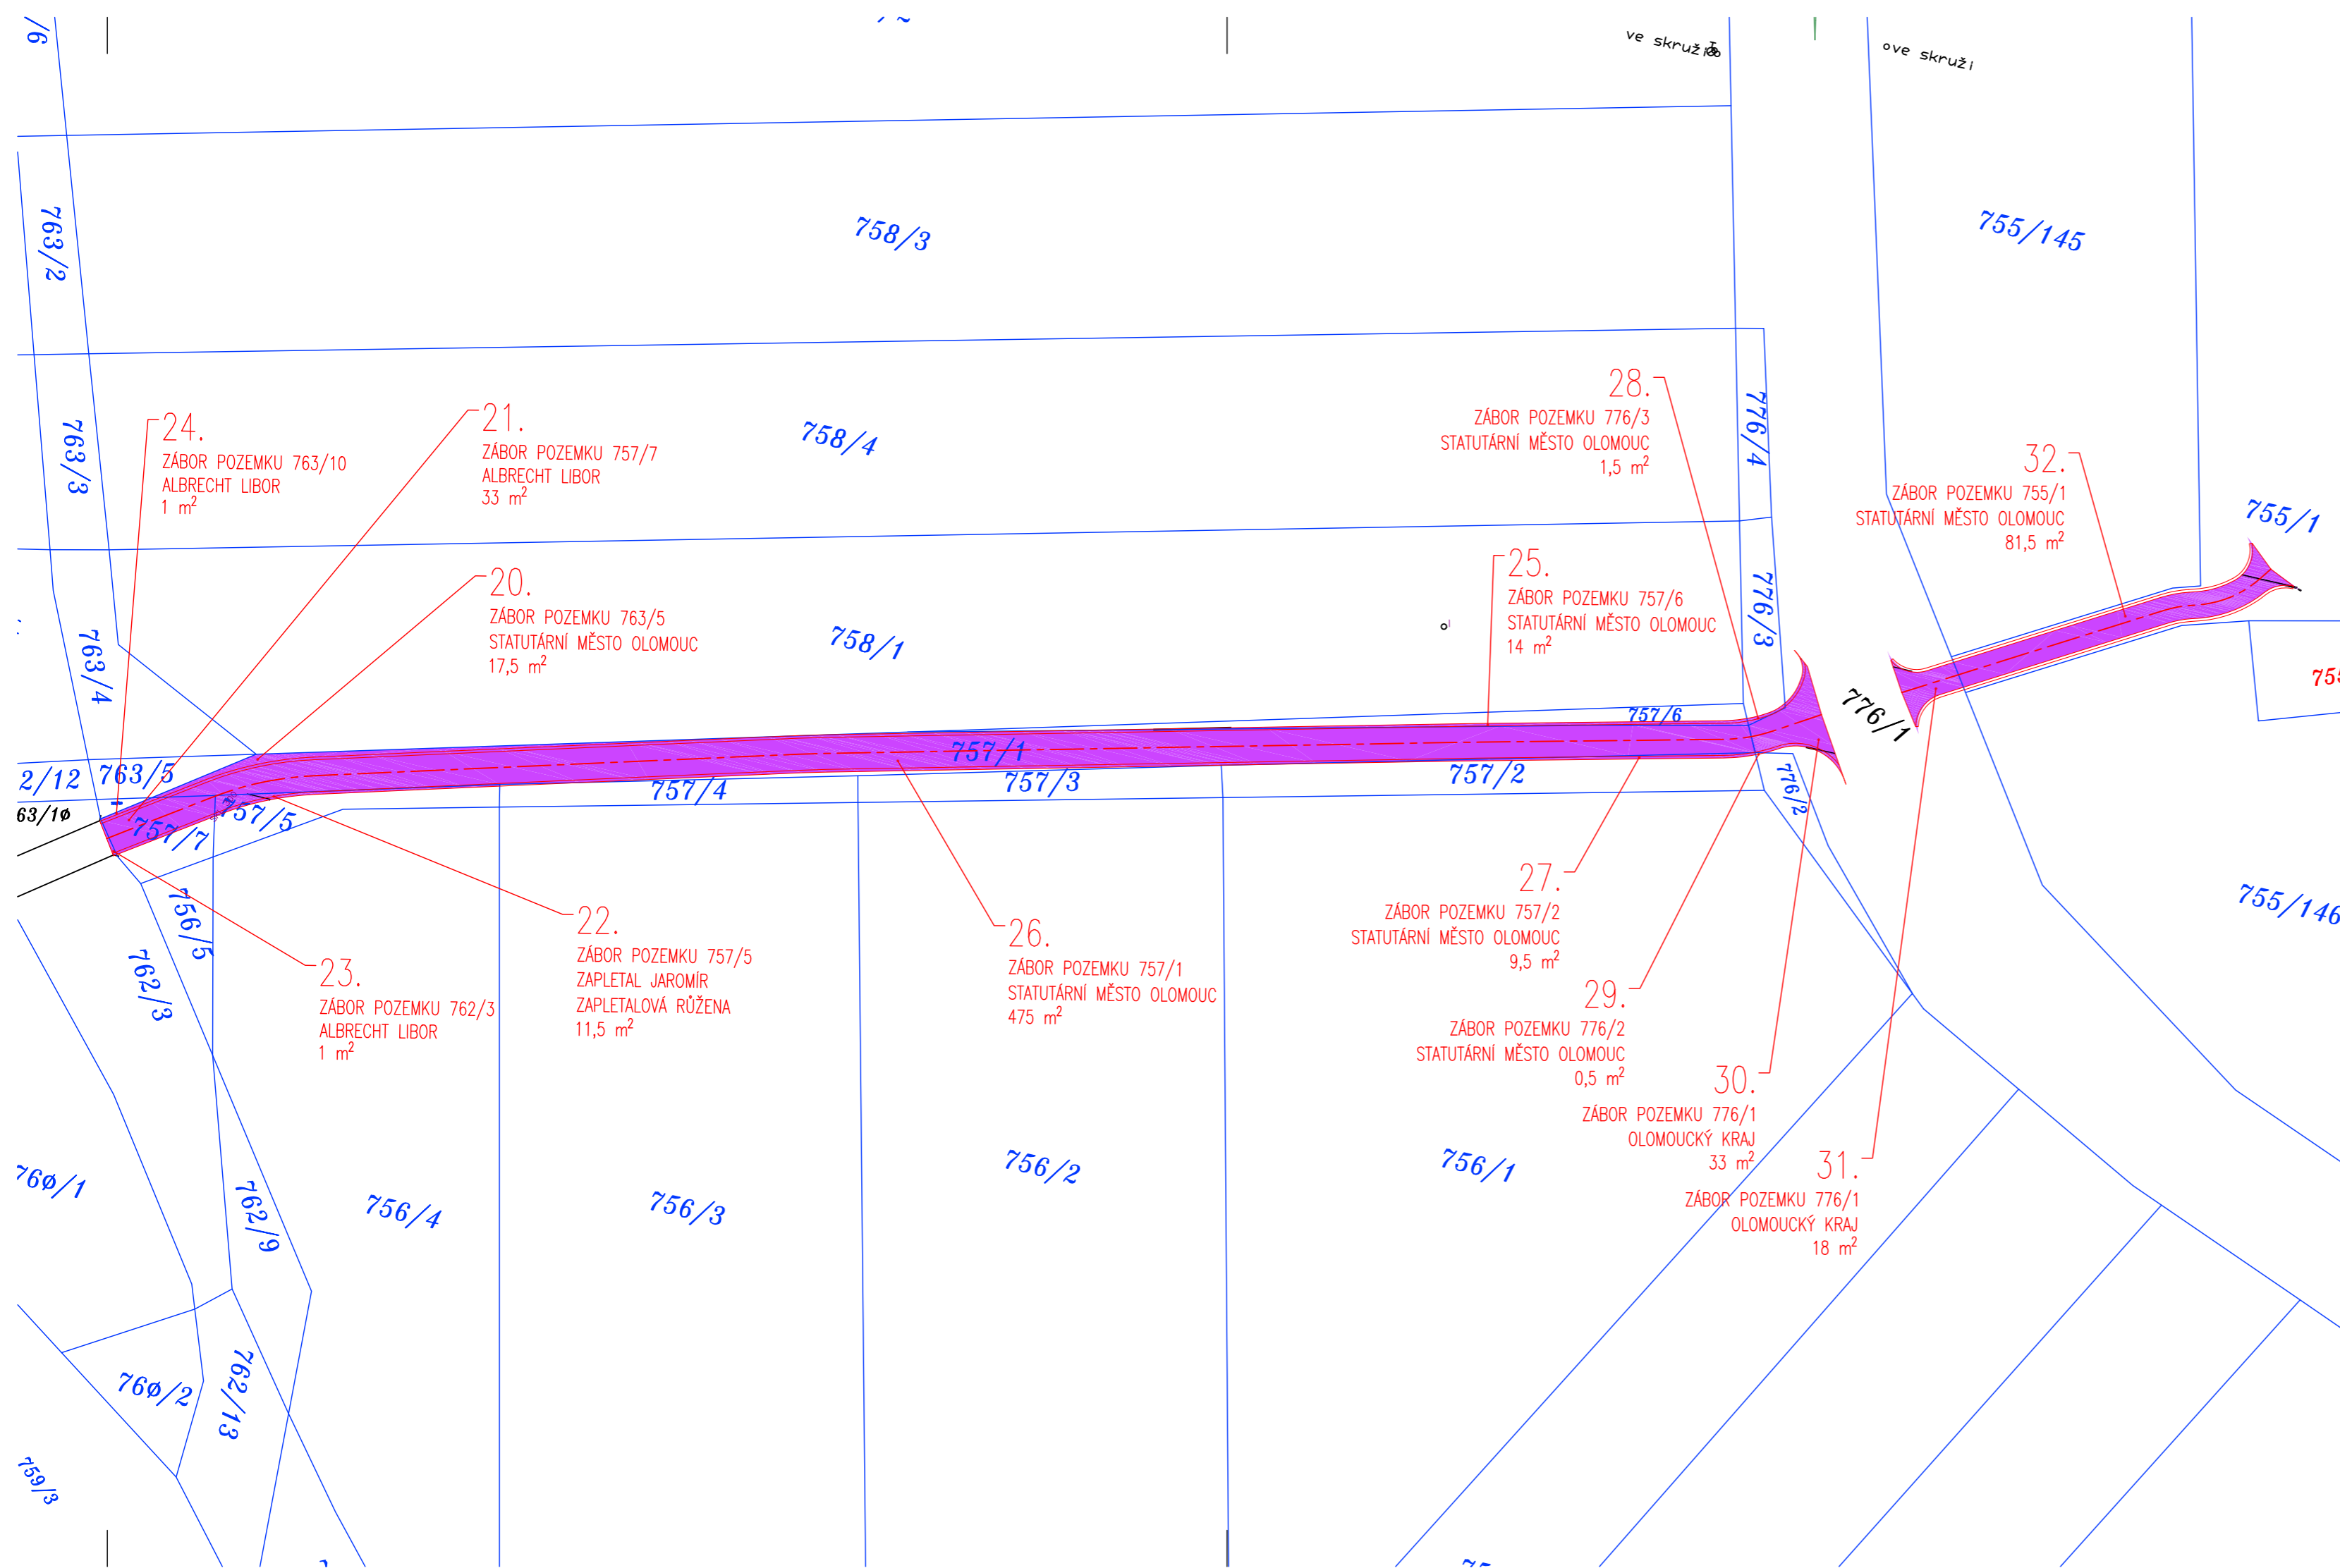 /6
ve skruži
ove skruži
763/2
758/3
755/145
763/3
758/4
776/4
24.
ZÁBOR POZEMKU 763/10
ALBRECHT LIBOR
1 m²
21.
ZÁBOR POZEMKU 757/7
ALBRECHT LIBOR
33 m²
28.
ZÁBOR POZEMKU 776/3
STATUTÁRNÍ MĚSTO OLOMOUC
1,5 m²
32.
ZÁBOR POZEMKU 755/1
STATUTÁRNÍ MĚSTO OLOMOUC
81,5 m²
755/1
20.
ZÁBOR POZEMKU 763/5
STATUTÁRNÍ MĚSTO OLOMOUC
17,5 m²
25.
ZÁBOR POZEMKU 757/6
STATUTÁRNÍ MĚSTO OLOMOUC
14 m²
763/4
758/1
776/3
755
776/1
757/6
757/1
2/12
763/5
757/4
757/3
757/2
776/2
63/1ø
757/7
757/5
756/5
755/146
762/3
23.
ZÁBOR POZEMKU 762/3
ALBRECHT LIBOR
1 m²
22.
ZÁBOR POZEMKU 757/5
ZAPLETAL JAROMÍR
ZAPLETALOVÁ RŮŽENA
11,5 m²
26.
ZÁBOR POZEMKU 757/1
STATUTÁRNÍ MĚSTO OLOMOUC
475 m²
27.
ZÁBOR POZEMKU 757/2
STATUTÁRNÍ MĚSTO OLOMOUC
9,5 m²
29.
ZÁBOR POZEMKU 776/2
STATUTÁRNÍ MĚSTO OLOMOUC
0,5 m²
30.
ZÁBOR POZEMKU 776/1
OLOMOUCKÝ KRAJ
33 m²
31.
ZÁBOR POZEMKU 776/1
OLOMOUCKÝ KRAJ
18 m²
76ø/1
762/9
756/4
756/3
756/2
756/1
76ø/2
762/13
759/3